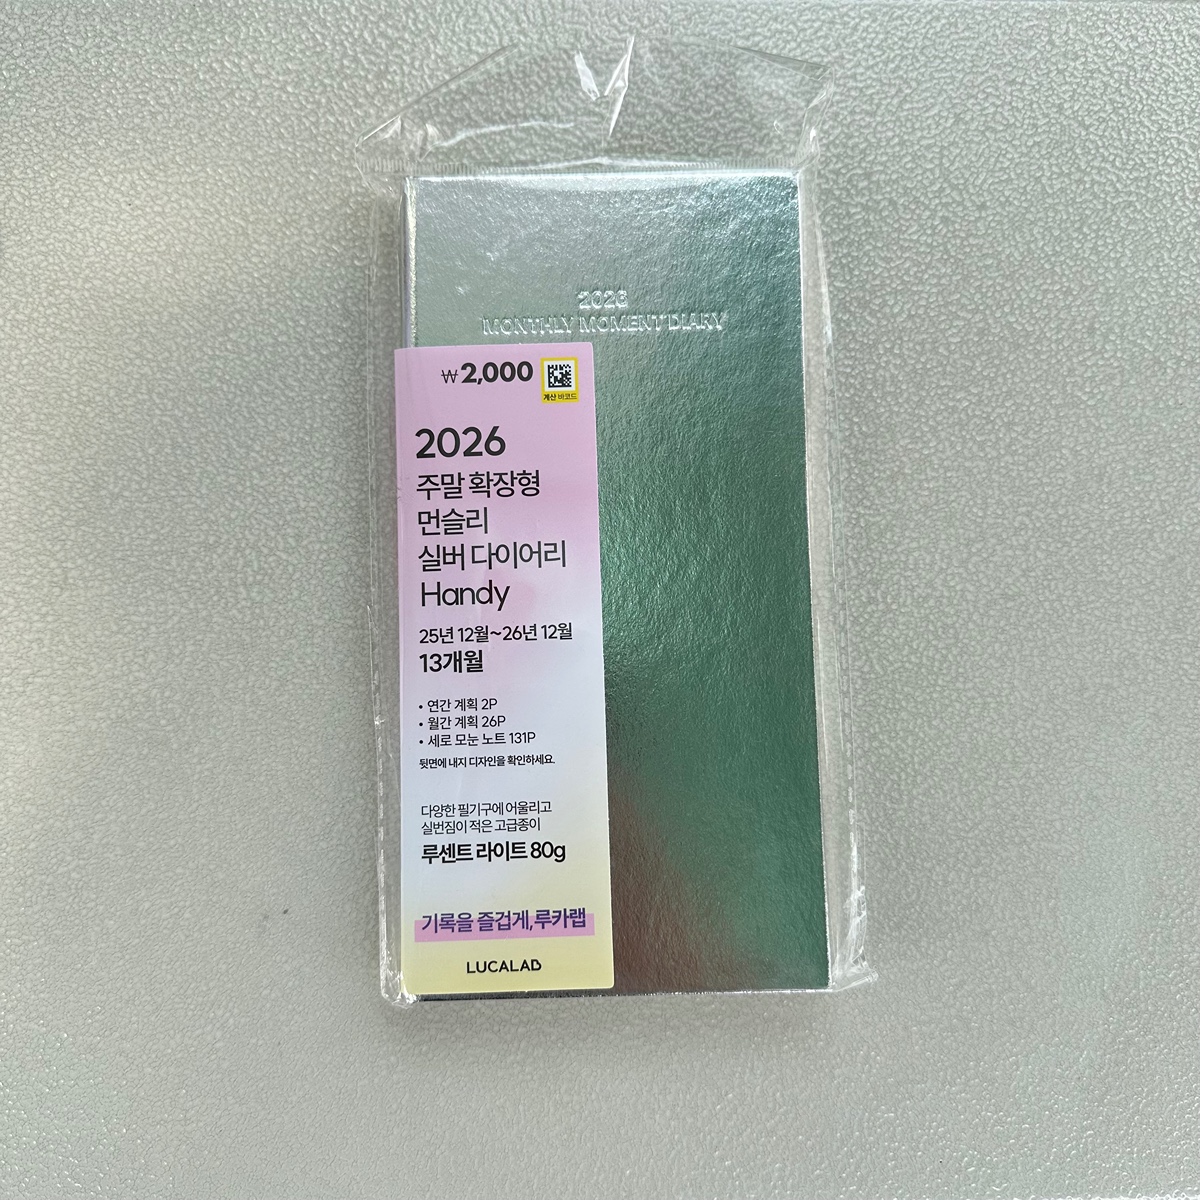 2026
MONTHLY MOMENT DIARY
₩2,000
계산 바코드
2026
주말 확장형
먼슬리
실버 다이어리
Handy
25년 12월~26년 12월
13개월
• 연간 계획 2P
• 월간 계획 26P
• 세로 모눈 노트 131P
뒷면에 내지 디자인을 확인하세요.
다양한 필기구에 어울리고
실번짐이 적은 고급종이
루센트 라이트 80g
기록을 즐겁게, 루카랩
LUCALAB